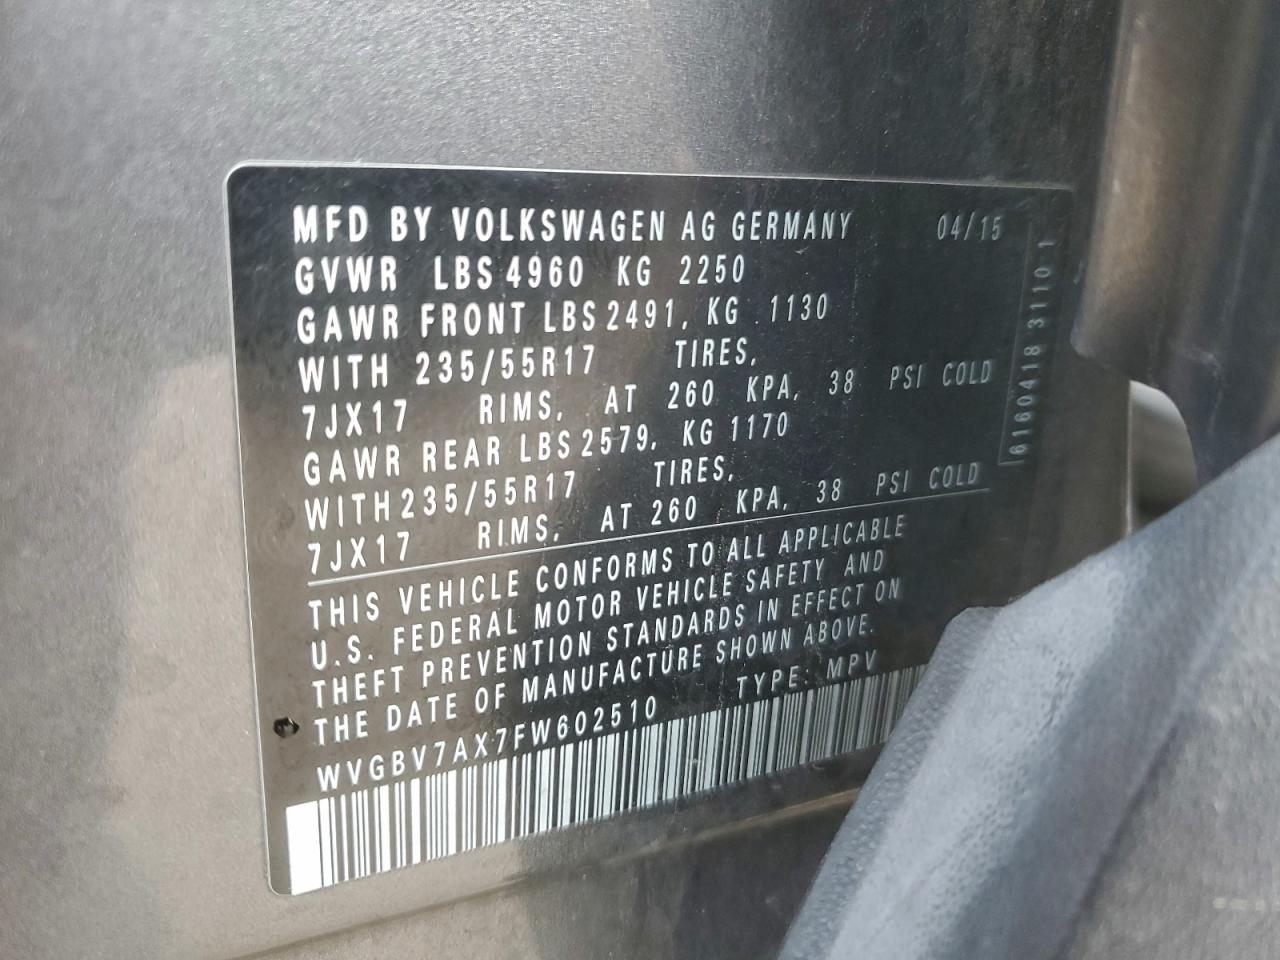 MFD BY VOLKSWAGEN AG GERMANY 04/15
GVWR LBS 4960 KG 2250
GAWR FRONT LBS 2491, KG 1130
WITH 235/55R17 TIRES,
7JX17 RIMS, AT 260 KPA, 38 PSI COLD
GAWR REAR LBS 2579, KG 1170
WITH 235/55R17 TIRES,
7JX17 RIMS, AT 260 KPA, 38 PSI COLD
THIS VEHICLE CONFORMS TO ALL APPLICABLE
U.S. FEDERAL MOTOR VEHICLE SAFETY AND
THEFT PREVENTION STANDARDS IN EFFECT ON
THE DATE OF MANUFACTURE SHOWN ABOVE.
WVGBV7AX7FW602510 TYPE: MPV
6160418 3110 1